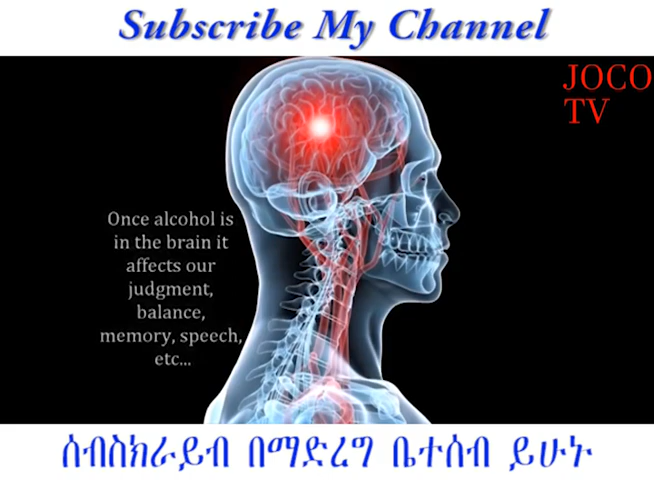 Subscribe My Channel
JOCO
TV
Once alcohol is
in the brain it
affects our
judgment,
balance,
memory, speech,
etc...
ሰብስክራይብ በማድረግ ቤተሰብ ይሁኑ